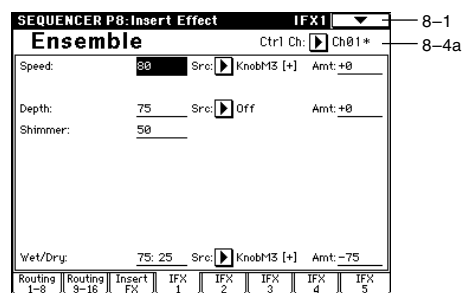 SEQUENCER P8:Insert Effect IFX1 8–1
Ensemble Ctrl Ch: Ch01* 8–4a
Speed: 80 Src: KnobM3 [+] Amt: +0
Depth: 75 Src: Off Amt: +0
Shimmer: 50
Wet/Dry: 75: 25 Src: KnobM3 [+] Amt: -75
Routing 1-8 Routing 9-16 Insert FX IFX 1 IFX 2 IFX 3 IFX 4 IFX 5